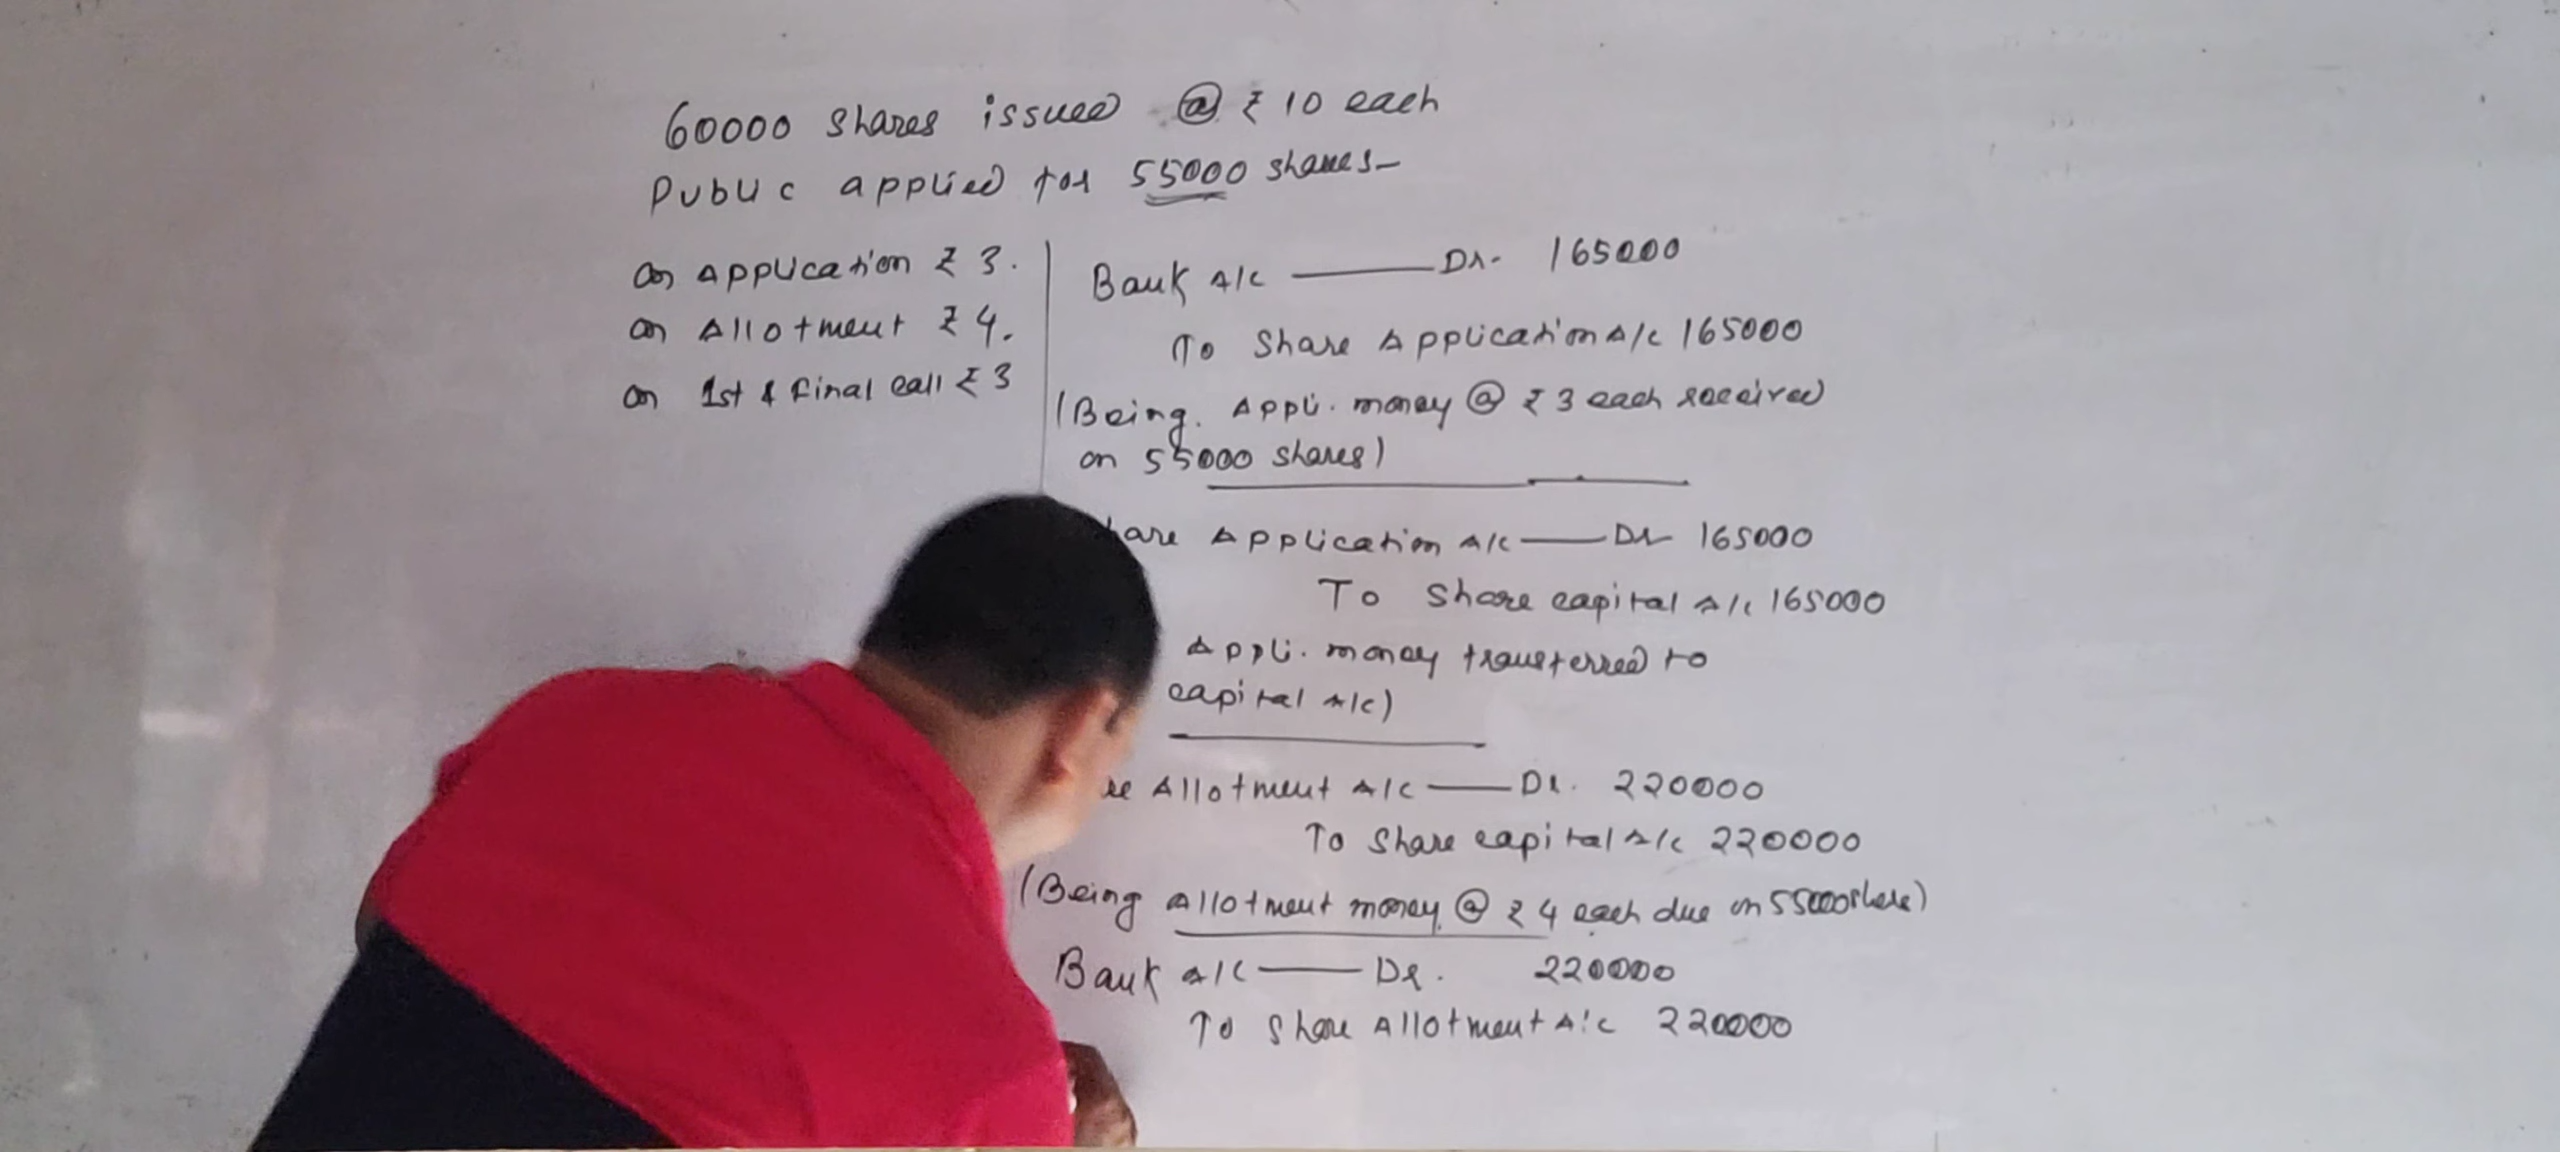 60000 shares issued @ ₹ 10 each
Public applied for 55000 shares-
on Application ₹ 3.
on Allotment ₹ 4.
on 1st & final call ₹ 3
Bank A/c —— Dr. 165000
To Share Application A/c 165000
(Being. Appli. money @ ₹ 3 each received
on 55000 shares)
are Application A/c —— Dr 165000
To Share capital A/c 165000
Appli. money transferred to
capital A/c)
re Allotment A/c —— Dr. 220000
To Share capital A/c 220000
(Being Allotment money @ ₹ 4 each due on 55000 share)
Bank A/c —— Dr. 220000
To Share Allotment A/c 220000